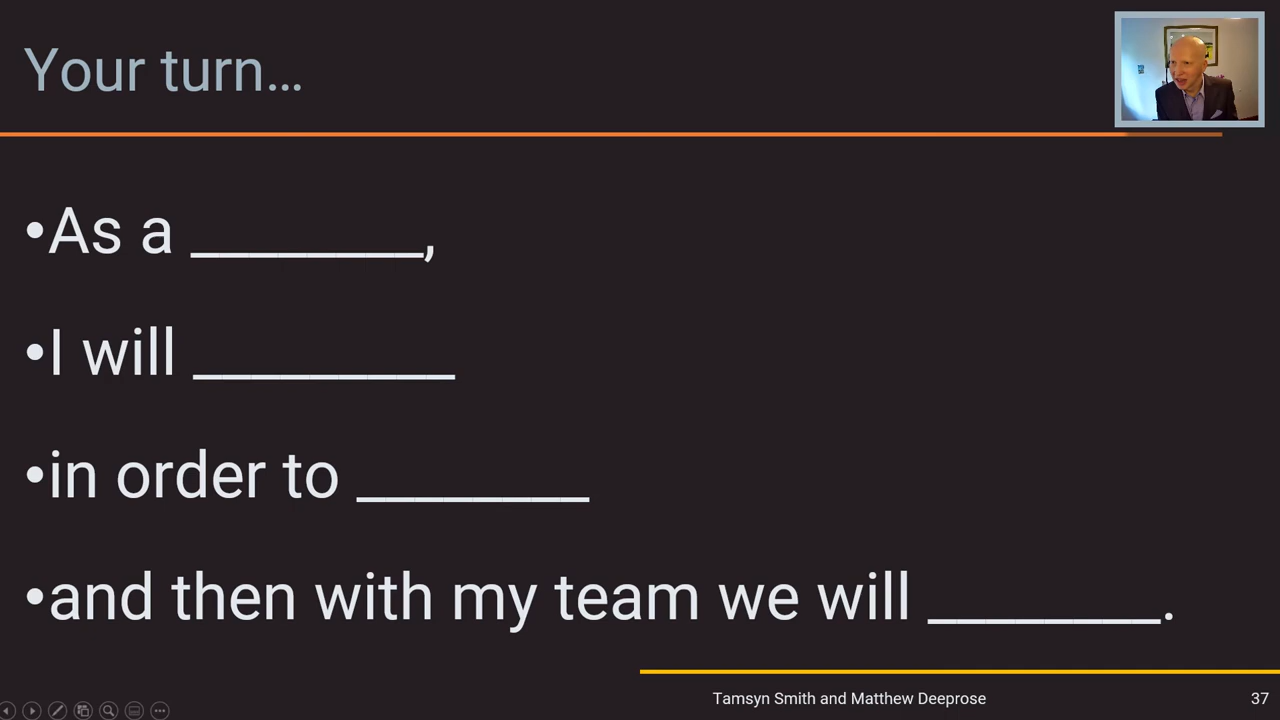 Your turn…
•As a ________,
•I will _________
•in order to ________
•and then with my team we will ________.
Tamsyn Smith and Matthew Deeprose
37